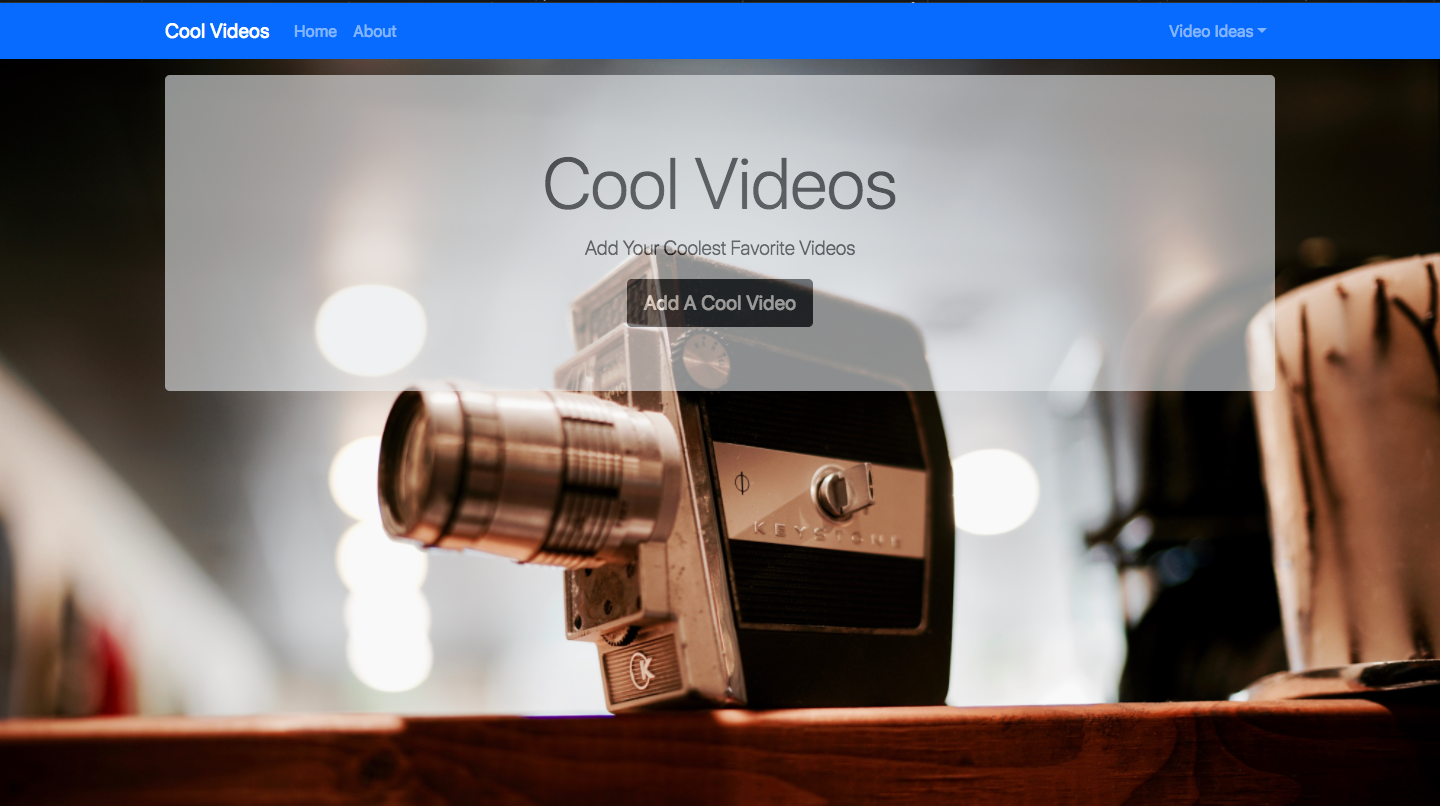 Cool Videos Home About Video Ideas
Cool Videos
Add Your Coolest Favorite Videos
Add A Cool Video
KEYSTONE
K